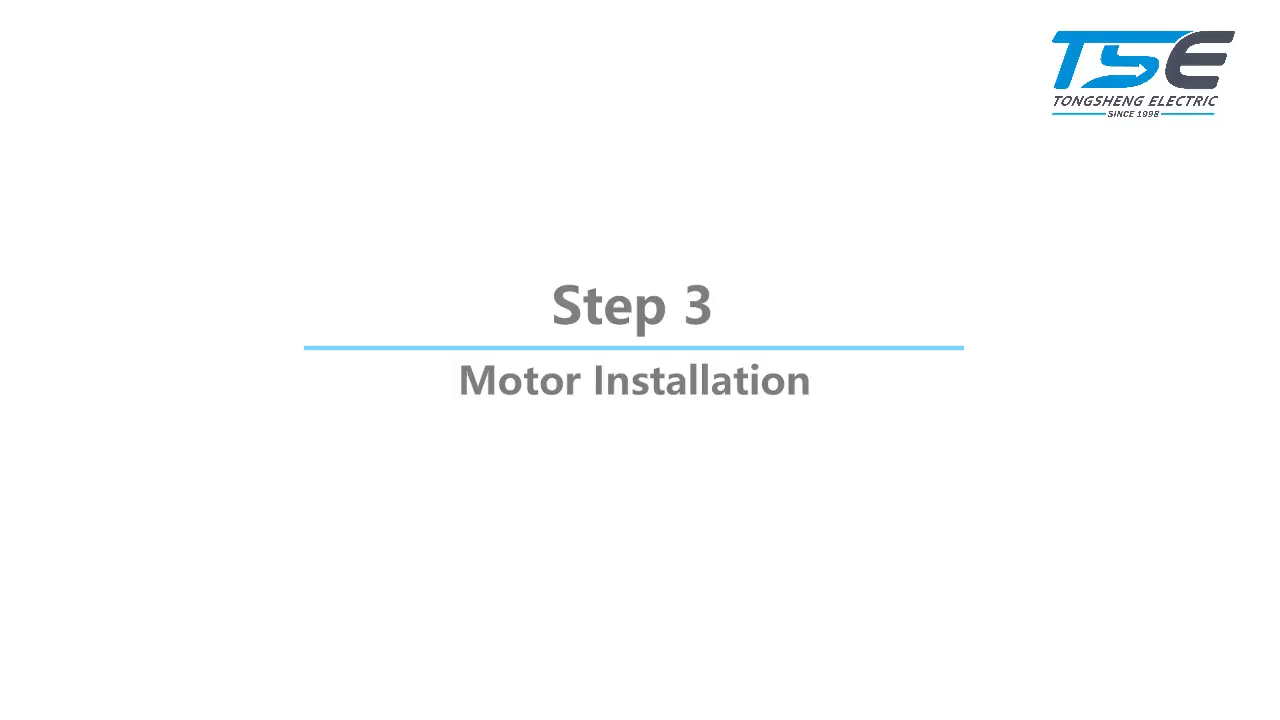 TSE
TONGSHENG ELECTRIC
SINCE 1998
Step 3
Motor Installation